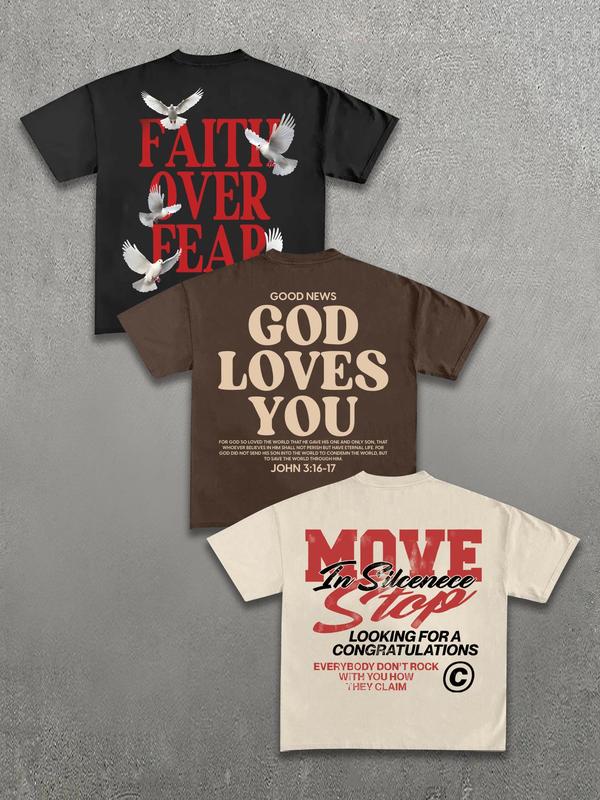 FAITH
OVER
FEAR
GOOD NEWS
GOD
LOVES
YOU
FOR GOD SO LOVED THE WORLD THAT HE GAVE HIS ONE AND ONLY SON, THAT
WHOEVER BELIEVES IN HIM SHALL NOT PERISH BUT HAVE ETERNAL LIFE. FOR
GOD DID NOT SEND HIS SON INTO THE WORLD TO CONDEMN THE WORLD, BUT
TO SAVE THE WORLD THROUGH HIM.
JOHN 3:16-17
MOVE
In Silcenece
Stop
LOOKING FOR A
CONGRATULATIONS
EVERYBODY DON'T ROCK
WITH YOU HOW
THEY CLAIM
©